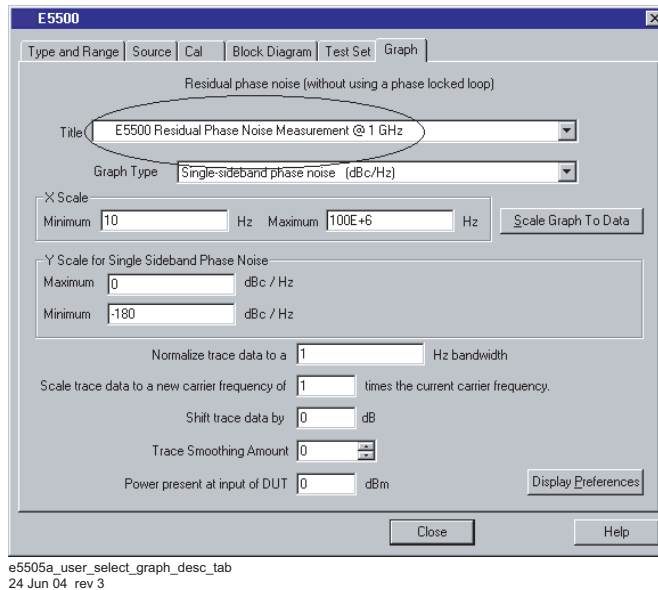 E5500
Type and Range Source Cal Block Diagram Test Set Graph
Residual phase noise (without using a phase locked loop)
Title E5500 Residual Phase Noise Measurement @ 1 GHz
Graph Type Single-sideband phase noise (dBc/Hz)
X Scale
Minimum 10 Hz Maximum 100E+6 Hz Scale Graph To Data
Y Scale for Single Sideband Phase Noise
Maximum 0 dBc / Hz
Minimum -180 dBc / Hz
Normalize trace data to a 1 Hz bandwidth
Scale trace data to a new carrier frequency of 1 times the current carrier frequency.
Shift trace data by 0 dB
Trace Smoothing Amount 0
Power present at input of DUT 0 dBm Display Preferences
Close Help
e5505a_user_select_graph_desc_tab
24 Jun 04 rev 3